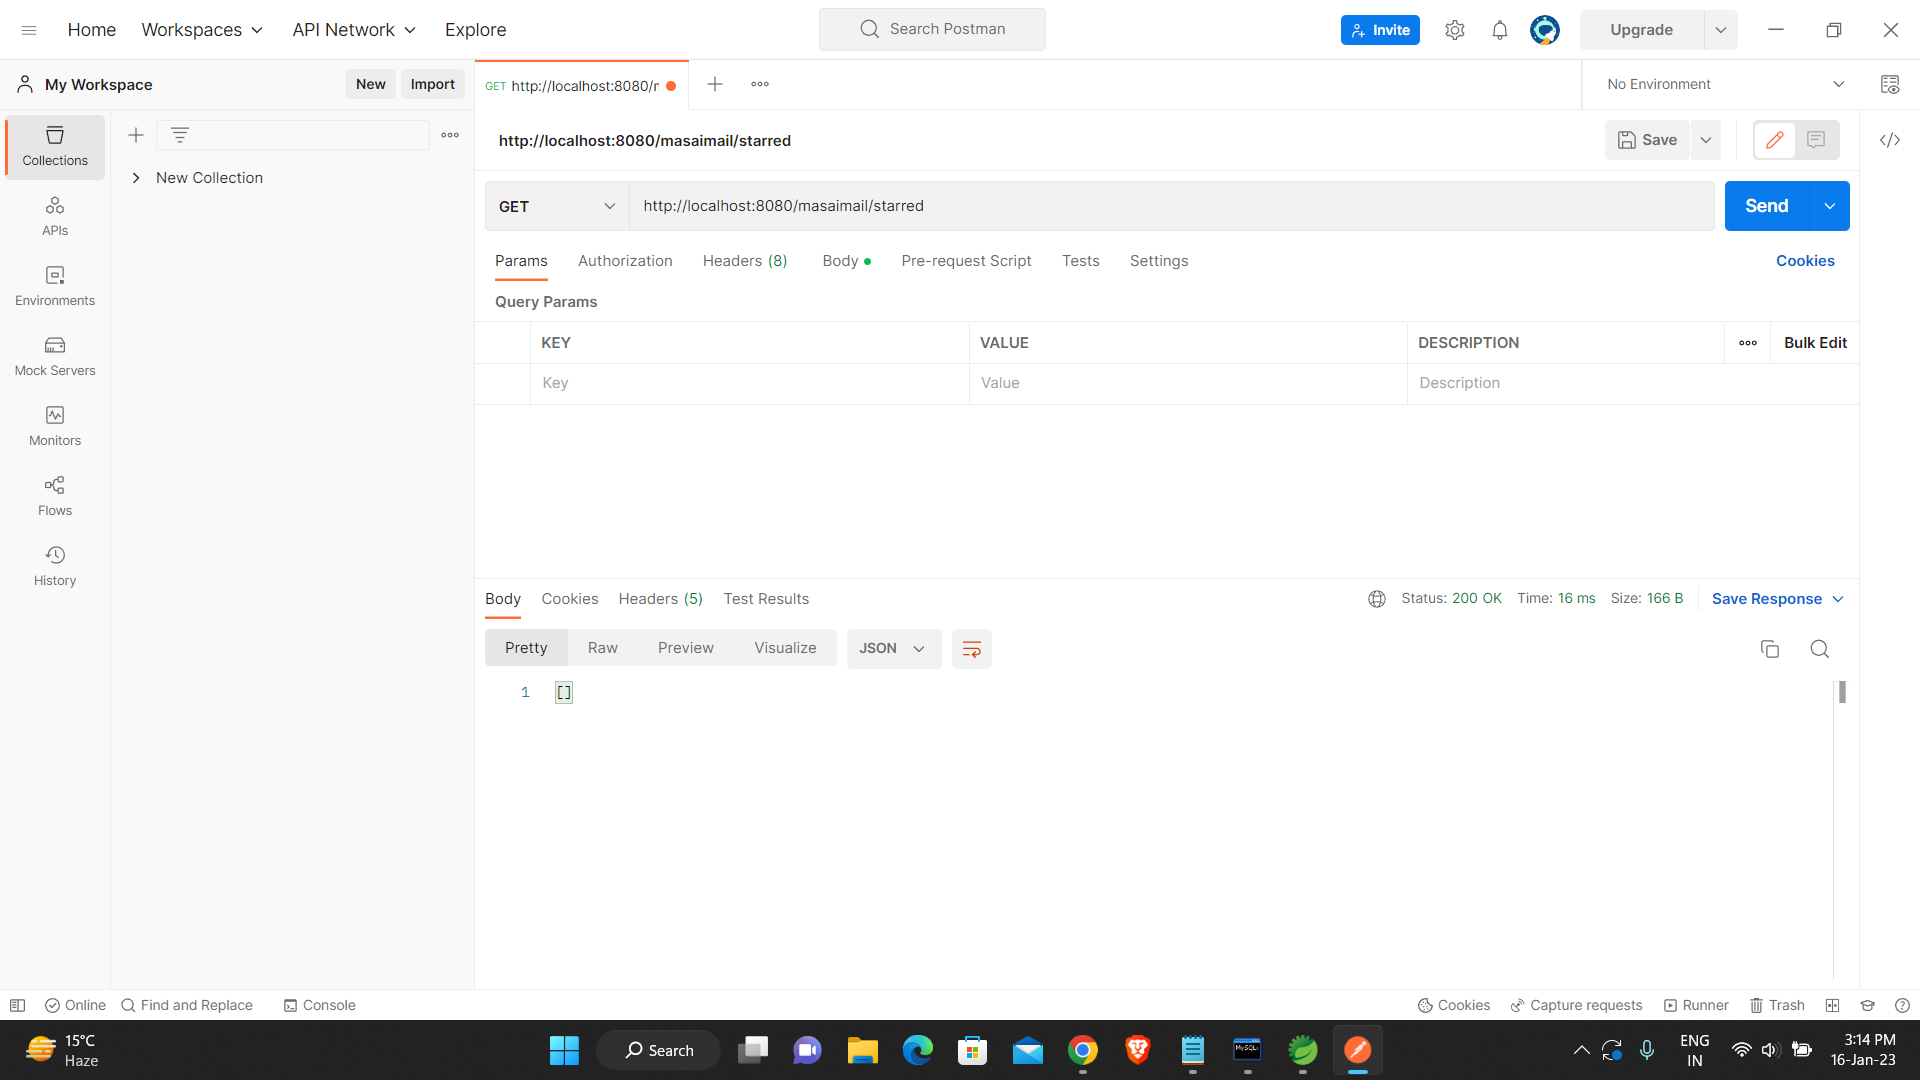 Home Workspaces API Network Explore Search Postman Invite Upgrade
My Workspace New Import GET http://localhost:8080/r No Environment
Collections
New Collection
APIs
Environments
Mock Servers
Monitors
Flows
History
http://localhost:8080/masaimail/starred Save
GET http://localhost:8080/masaimail/starred Send
Params Authorization Headers (8) Body Pre-request Script Tests Settings Cookies
Query Params
KEY VALUE DESCRIPTION Bulk Edit
Key Value Description
Body Cookies Headers (5) Test Results Status: 200 OK Time: 16 ms Size: 166 B Save Response
Pretty Raw Preview Visualize JSON
1 []
Online Find and Replace Console Cookies Capture requests Runner Trash
15°C
Haze
Search
MySQL
ENG
IN
3:14 PM
16-Jan-23